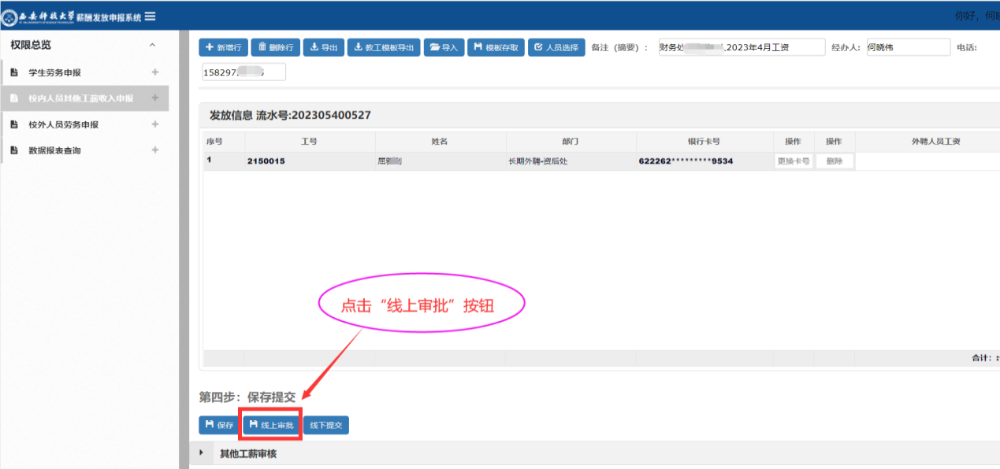 西安科技大学 薪酬发放申报系统
你好，何晓
权限总览
学生劳务申报
校内人员其他工薪收入申报
校外人员劳务申报
数据报表查询
新增行 删除行 导出 教工模板导出 导入 模板存取 人员选择 备注（摘要）： 财务处 ,2023年4月工资 经办人: 何晓伟 电话:
158297
发放信息 流水号:202305400527
序号 工号 姓名 部门 银行卡号 操作 操作 外聘人员工资
1 2150015 屈 长期外聘-资后处 622262*********9534 更换卡号 删除
点击“线上审批”按钮
合计：
第四步：保存提交
保存 线上审批 线下提交
其他工薪审核